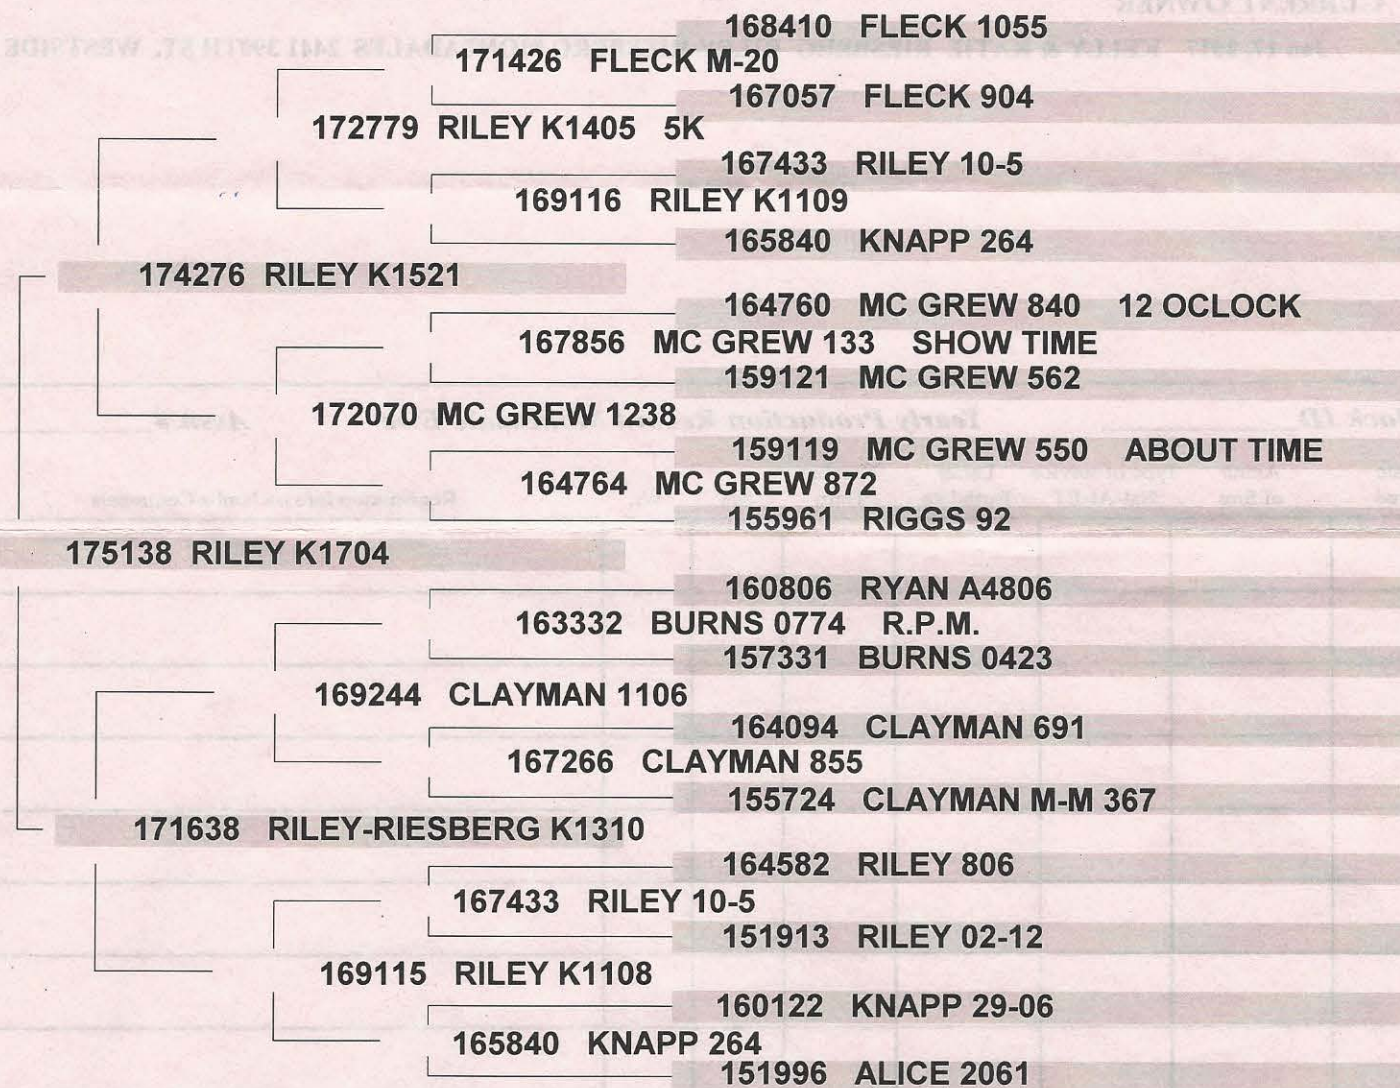 168410 FLECK 1055
171426 FLECK M-20
167057 FLECK 904
172779 RILEY K1405 5K
167433 RILEY 10-5
169116 RILEY K1109
165840 KNAPP 264
174276 RILEY K1521
164760 MC GREW 840 12 OCLOCK
167856 MC GREW 133 SHOW TIME
159121 MC GREW 562
172070 MC GREW 1238
159119 MC GREW 550 ABOUT TIME
164764 MC GREW 872
155961 RIGGS 92
175138 RILEY K1704
160806 RYAN A4806
163332 BURNS 0774 R.P.M.
157331 BURNS 0423
169244 CLAYMAN 1106
164094 CLAYMAN 691
167266 CLAYMAN 855
155724 CLAYMAN M-M 367
171638 RILEY-RIESBERG K1310
164582 RILEY 806
167433 RILEY 10-5
151913 RILEY 02-12
169115 RILEY K1108
160122 KNAPP 29-06
165840 KNAPP 264
151996 ALICE 2061